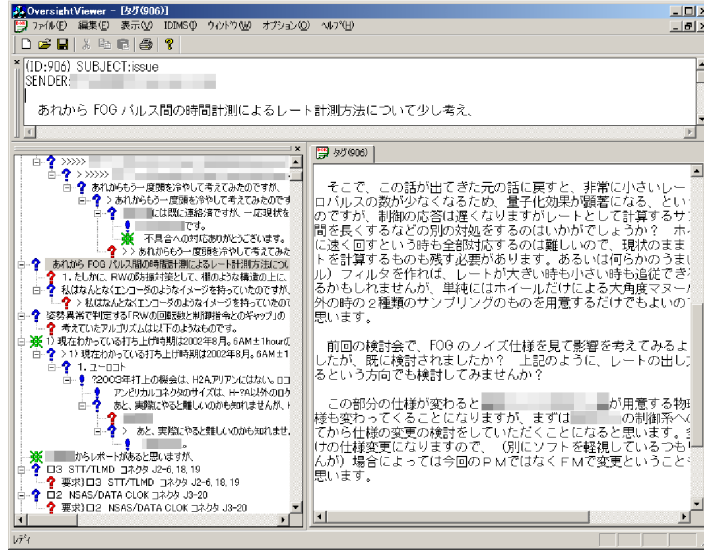 OversightViewer - [タグ(906)]
ファイル(F) 編集(E) 表示(V) IDIMS(I) ウィンドウ(W) オプション(O) ヘルプ(H)
(ID:906) SUBJECT:issue
SENDER:
あれから FOG パルス間の時間計測によるレート計測方法について少し考え、
>>>>>
> >>>>>
あれからもう一度頭を冷やして考えてみたのですが、
> あれからもう一度頭を冷やして考えてみたのです
には既に連絡済ですが、一応現状を
です。
不具合への対応ありがとうございます。
>> あれからもう一度頭を冷やして考えてみた
あれから FOG パルス間の時間計測によるレート計測方法につい
1. たしかに、RWの防振対策として、根のような構造の上に、
私はなんとなくエンコーダのようなイメージを持っていたのですが、
> 私はなんとなくエンコーダのようなイメージを持っていたので
姿勢異常で判定する「RWの回転数と制御指令とのギャップ」の
考えていたアルゴリズムは以下のようなものです。
1) 現在わかっている打ち上げ時期は2002年8月。6AM±1hourの
> 1) 現在わかっている打ち上げ時期は2002年8月。6AM±1
1. ユーロコト
?2003年打上の機会は、H2A,アリアンにはない。ロコ
アンビリカルコネクタのサイズは、H-?A以外のロケ
あと、実際にやると難しいのかも知れませんが、
> あと、実際にやると難しいのかも知れませ
。
からレポートがあると思いますが、
ロ3 STT/TLMD コネクタ J2-6,18,19
要求)ロ3 STT/TLMD コネクタ J2-6,18,19
ロ2 NSAS/DATA CLOK コネクタ J3-20
要求)ロ2 NSAS/DATA CLOK コネクタ J3-20
タグ(906)
そこで、この話が出てきた元の話に戻すと、非常に小さいレー
ロパルスの数が少なくなるため、量子化効果が顕著になる、とい
のですが、制御の応答は遅くなりますがレートとして計算するサ
間を長くするなどの別の対処をするのはいかがでしょうか? ホ
に速く回すという時も全部対応するのは難しいので、現状のまま
トを計算するものも残す必要があります。あるいは何らかのうま
ル)フィルタを作れば、レートが大きい時も小さい時も追従でき
るかもしれませんが、単純にはホイールだけによる大角度マヌー
外の時の2種類のサンプリングのものを用意するだけでもよいの
思います。
前回の検討会で、FOG のノイズ仕様を見て影響を考えてみるよ
したが、既に検討されましたか? 上記のように、レートの出し
るという方向でも検討してみませんか?
この部分の仕様が変わると が用意する物
様も変わってくることになりますが、まずは の制御系へ
てから仕様の変更の検討をしていただくことになると思います。
けの仕様変更になりますので、(別にソフトを軽視しているつも
んが)場合によっては今回のPMではなくFMで変更ということ
思います。
レディ